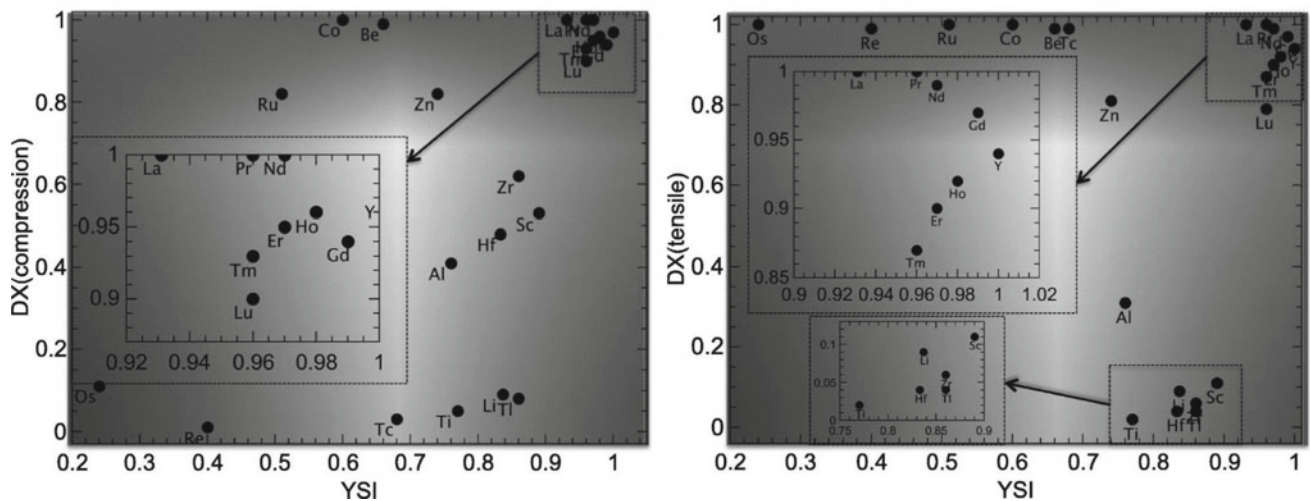 DX(compression)
1
0.8
0.6
0.4
0.2
0
0.2 0.3 0.4 0.5 0.6 0.7 0.8 0.9 1
YSI
Co
Be
La
Nd
Tm
Lu
Ru
Zn
Zr
Sc
Hf
Al
Os
Re
Tc
Ti
Li
Tl
1
0.95
0.9
0.92 0.94 0.96 0.98 1
La
Pr
Nd
Y
Ho
Er
Gd
Tm
Lu
DX(tensile)
1
0.8
0.6
0.4
0.2
0
0.2 0.3 0.4 0.5 0.6 0.7 0.8 0.9 1
YSI
Os
Re
Ru
Co
Be
Tc
La
Nd
Y
Tm
Lu
Zn
Al
Sc
Li
Ti
Hf
Tl
1
0.95
0.9
0.85
0.9 0.92 0.94 0.96 0.98 1 1.02
La
Pr
Nd
Gd
Y
Ho
Er
Tm
0.1
0.05
0
0.75 0.8 0.85 0.9
Sc
Li
Zr
Hf
Tl
Ti